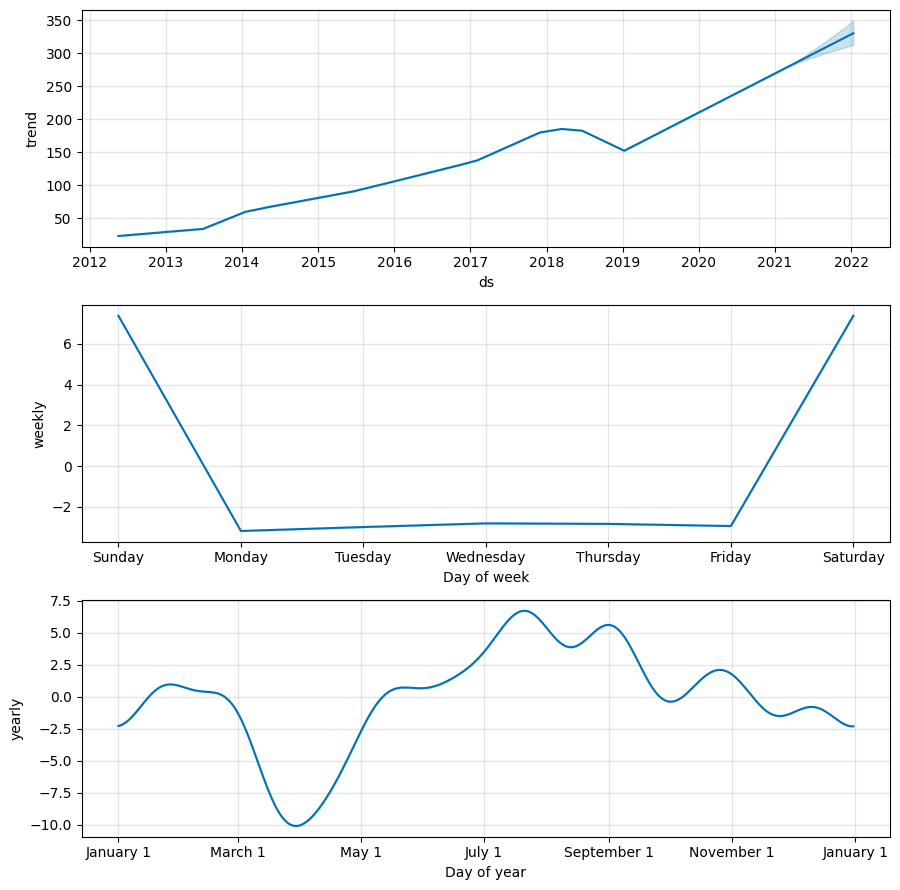 350
300
250
200
150
100
50
trend
2012 2013 2014 2015 2016 2017 2018 2019 2020 2021 2022
ds
6
4
2
0
−2
weekly
Sunday Monday Tuesday Wednesday Thursday Friday Saturday
Day of week
7.5
5.0
2.5
0.0
−2.5
−5.0
−7.5
−10.0
yearly
January 1 March 1 May 1 July 1 September 1 November 1 January 1
Day of year